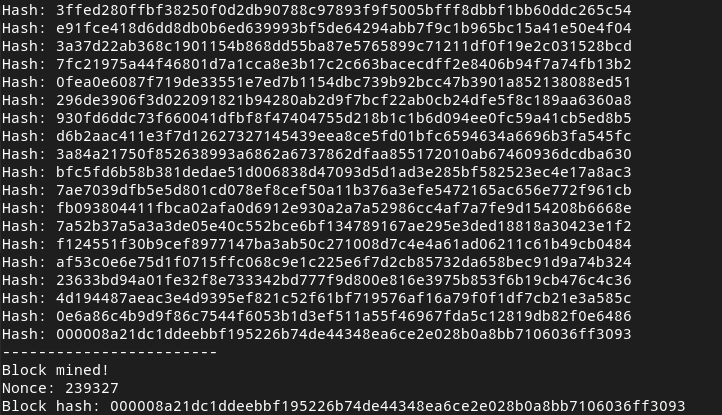 Hash: 3ffed280ffbf38250f0d2db90788c97893f9f5005bfff8dbbf1bb60ddc265c54
Hash: e91fce418d6dd8db0b6ed639993bf5de64294abb7f9c1b965bc15a41e50e4f04
Hash: 3a37d22ab368c1901154b868dd55ba87e5765899c71211df0f19e2c031528bcd
Hash: 7fc21975a44f46801d7a1cca8e3b17c2c663bacecdff2e8406b94f7a74fb13b2
Hash: 0fea0e6087f719de33551e7ed7b1154dbc739b92bcc47b3901a852138088ed51
Hash: 296de3906f3d022091821b94280ab2d9f7bcf22ab0cb24dfe5f8c189aa6360a8
Hash: 930fd6ddc73f660041dfbf8f47404755d218b1c1b6d094ee0fc59a41cb5ed8b5
Hash: d6b2aac411e3f7d12627327145439eea8ce5fd01bfc6594634a6696b3fa545fc
Hash: 3a84a21750f852638993a6862a6737862dfaa855172010ab67460936dcdba630
Hash: bfc5fd6b58b381dedae51d006838d47093d5d1ad3e285bf582523ec4e17a8ac3
Hash: 7ae7039dfb5e5d801cd078ef8cef50a11b376a3efe5472165ac656e772f961cb
Hash: fb093804411fbca02afa0d6912e930a2a7a52986cc4af7a7fe9d154208b6668e
Hash: 7a52b37a5a3a3de05e40c552bce6bf134789167ae295e3ded18818a30423e1f2
Hash: f124551f30b9cef8977147ba3ab50c271008d7c4e4a61ad06211c61b49cb0484
Hash: af53c0e6e75d1f0715ffc068c9e1c225e6f7d2cb85732da658bec91d9a74b324
Hash: 23633bd94a01fe32f8e733342bd777f9d800e816e3975b853f6b19cb476c4c36
Hash: 4d194487aeac3e4d9395ef821c52f61bf719576af16a79f0f1df7cb21e3a585c
Hash: 0e6a86c4b9d9f86c7544f6053b1d3ef511a55f46967fda5c12819db82f0e6486
Hash: 000008a21dc1ddeebbf195226b74de44348ea6ce2e028b0a8bb7106036ff3093
------------------------
Block mined!
Nonce: 239327
Block hash: 000008a21dc1ddeebbf195226b74de44348ea6ce2e028b0a8bb7106036ff3093